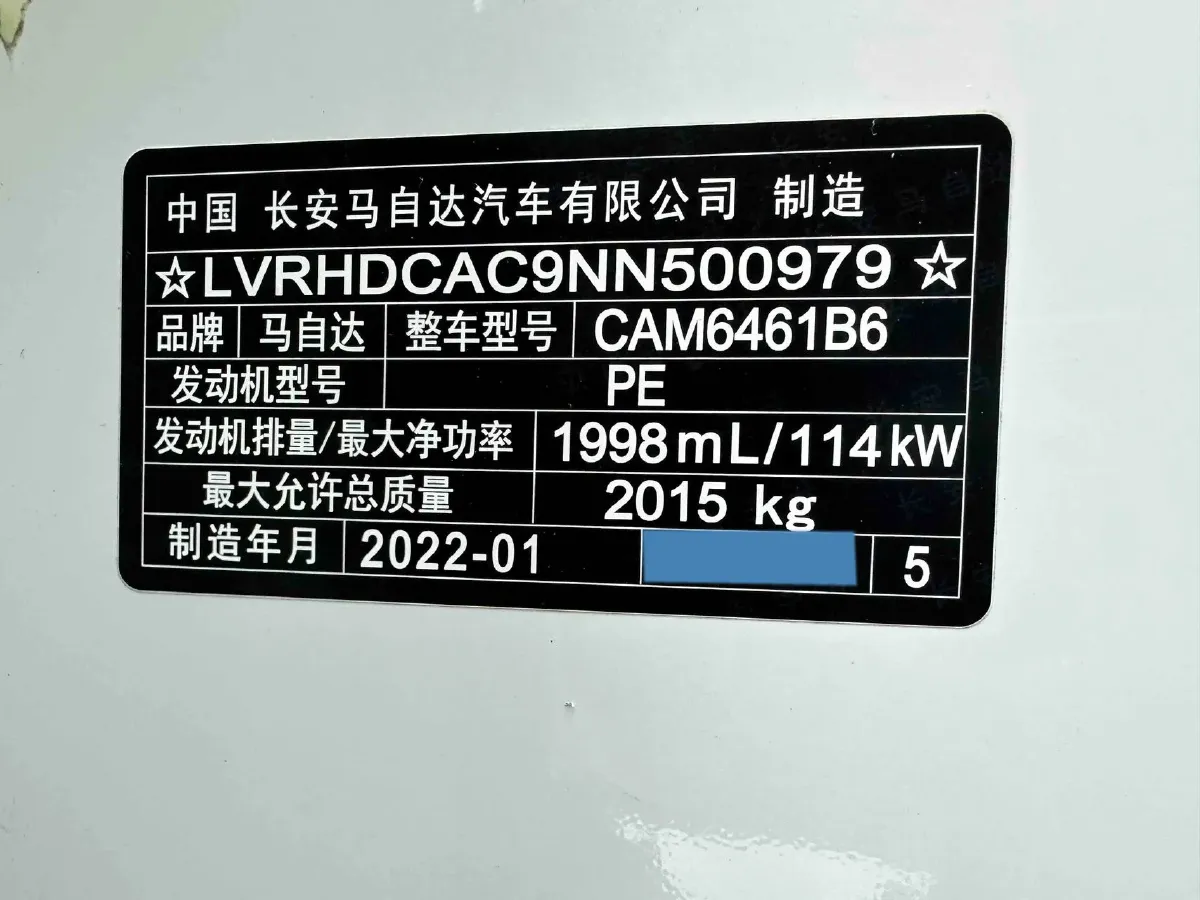 中国 长安马自达汽车有限公司 制造
☆LVRHDCAC9NN500979☆
品牌 马自达 整车型号 CAM6461B6
发动机型号 PE
发动机排量/最大净功率 1998mL/114kW
最大允许总质量 2015 kg
制造年月 2022-01 5